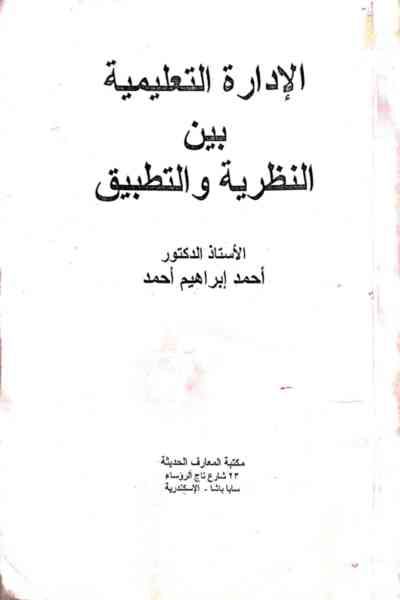 الإدارة التعليمية
بين
النظرية والتطبيق
الأستاذ الدكتور
أحمد إبراهيم أحمد
مكتبة المعارف الحديثة
٢٣ شارع تاج الرؤساء
سابا باشا - الإسكندرية